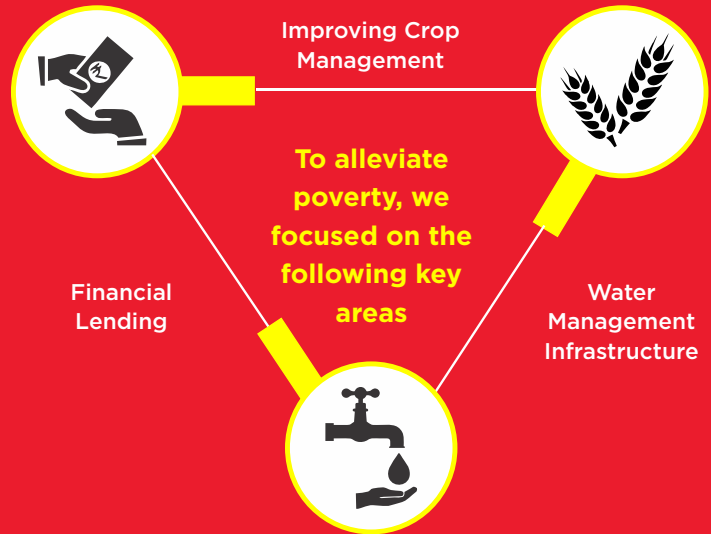 Improving Crop
Management
To alleviate
poverty, we
focused on the
following key
areas
Financial
Lending
Water
Management
Infrastructure